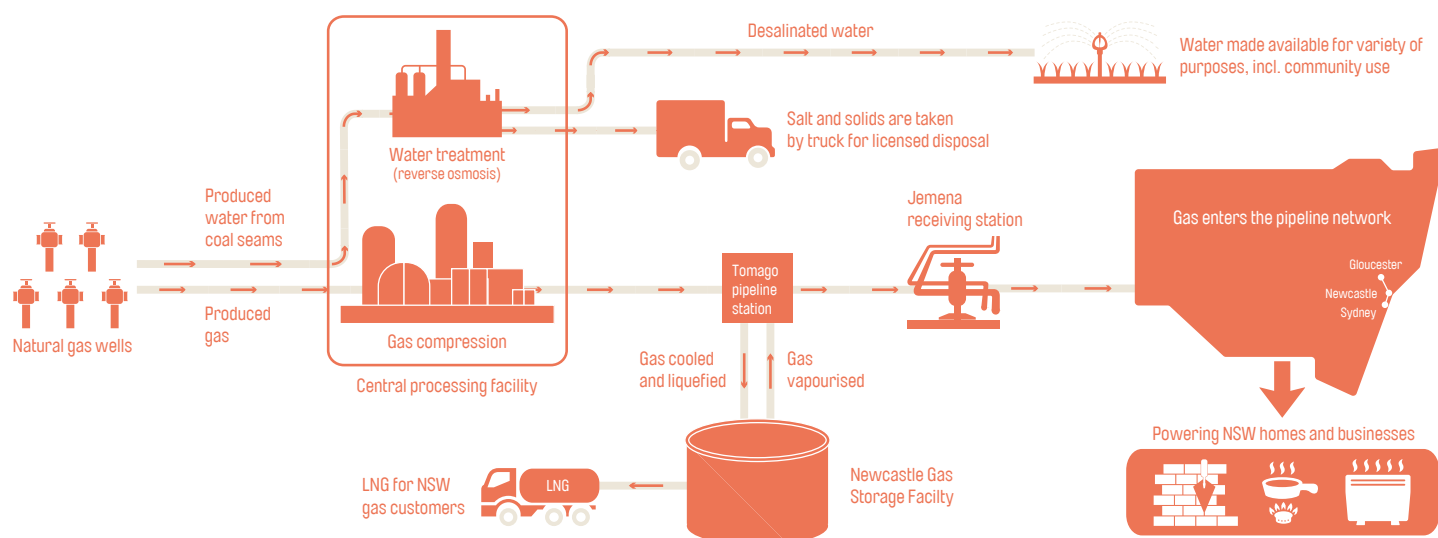 Desalinated water
Water made available for variety of
purposes, incl. community use
Salt and solids are taken
by truck for licensed disposal
Water treatment
(reverse osmosis)
Produced
water from
coal seams
Jemena
receiving station
Gas enters the pipeline network
Gloucester
Newcastle
Sydney
Tomago
pipeline
station
Produced
gas
Natural gas wells
Gas compression
Central processing facility
Gas cooled
and liquefied
Gas
vapourised
Powering NSW homes and businesses
LNG for NSW
gas customers
LNG
Newcastle Gas
Storage Facilty